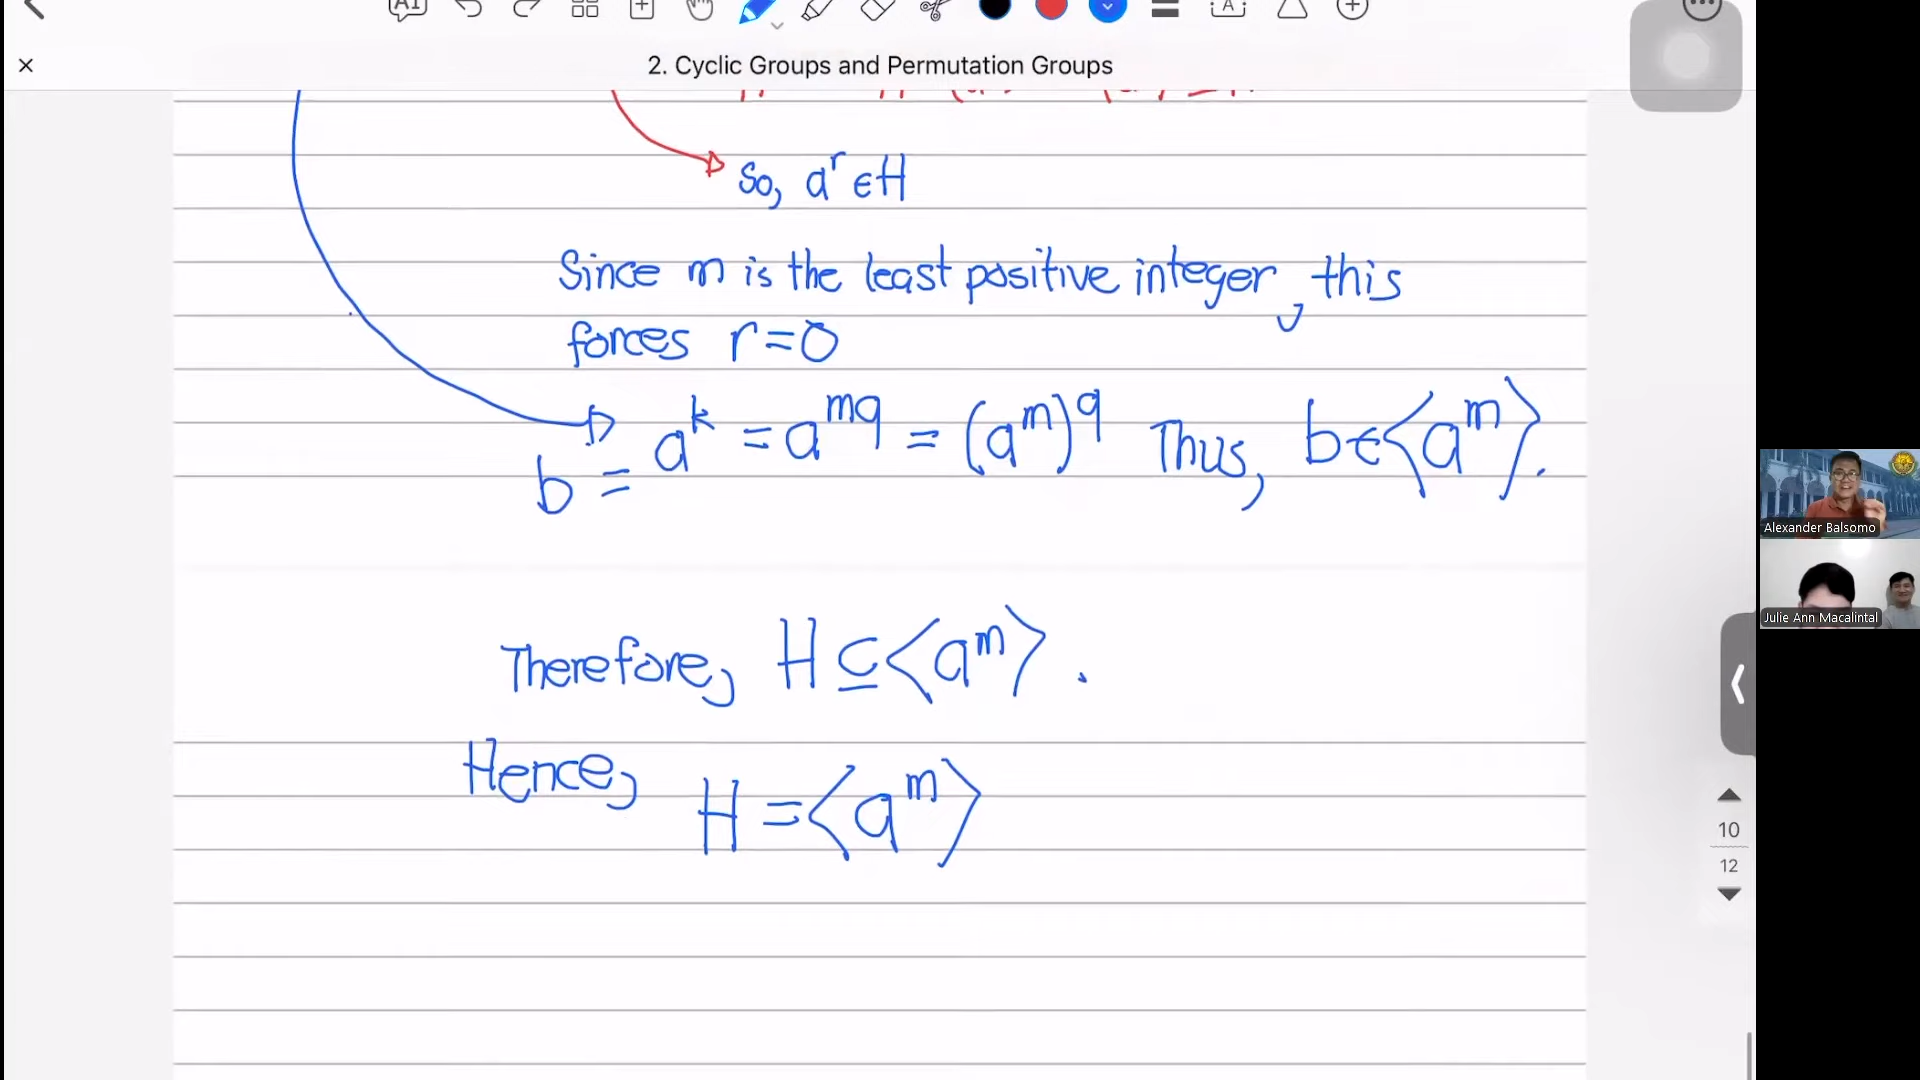 2. Cyclic Groups and Permutation Groups
So, a^r ∈ H
Since m is the least positive integer, this
forces r = 0
b = a^k = a^{mq} = (a^m)^q Thus, b ∈ ⟨a^m⟩.
Therefore, H ⊆ ⟨a^m⟩.
Hence, H = ⟨a^m⟩
Alexander Balsomo
Julie Ann Macalintal
10
12